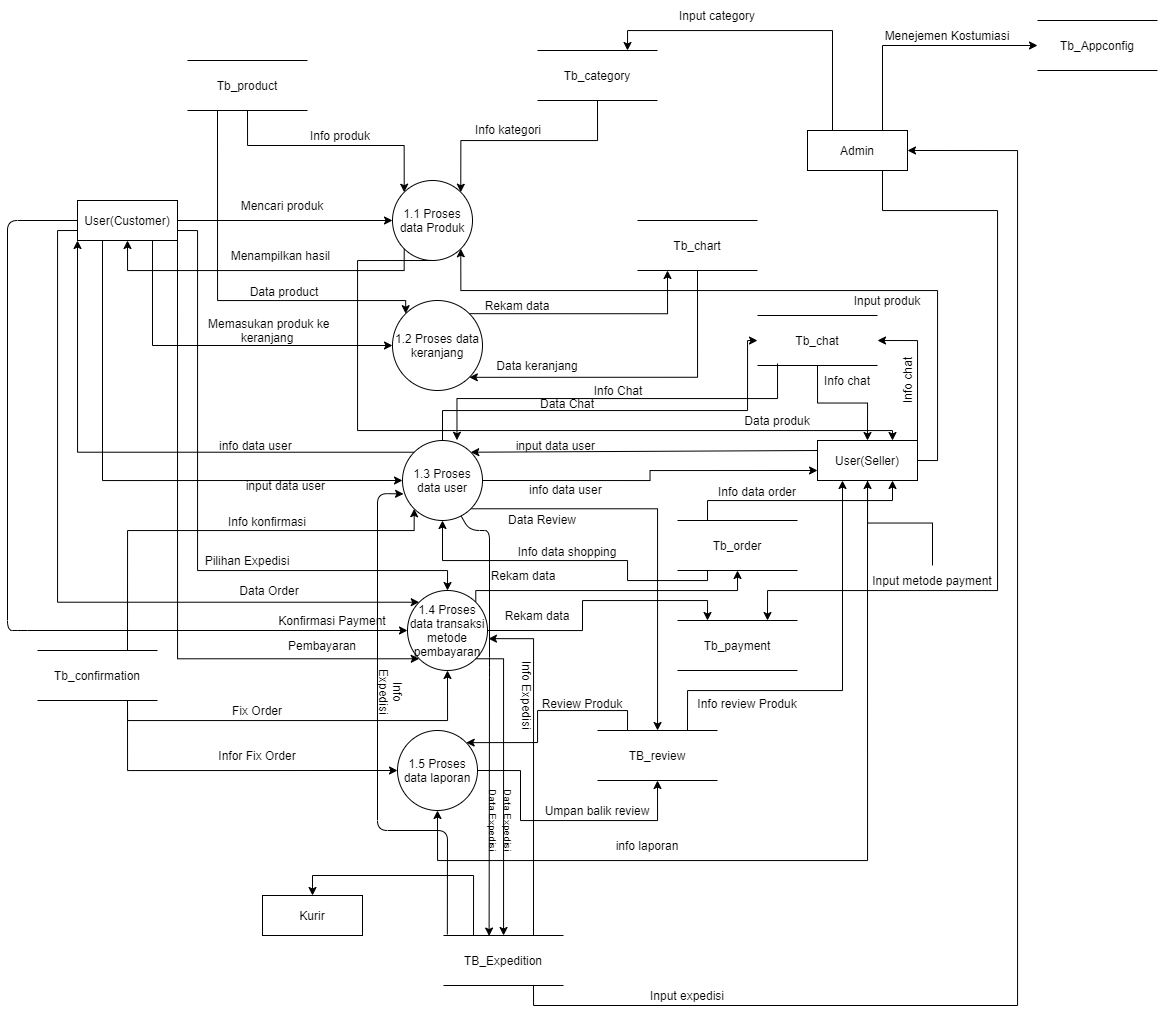 Input category
Menejemen Kostumiasi
Tb_Appconfig
Tb_category
Tb_product
Info produk
Info kategori
Admin
User(Customer)
Mencari produk
1.1 Proses
data Produk
Menampilkan hasil
Tb_chart
Data product
Rekam data
Input produk
Memasukan produk ke
keranjang
1.2 Proses data
keranjang
Tb_chat
Data keranjang
Info chat
Info chat
Info Chat
Data Chat
Data produk
info data user
input data user
User(Seller)
1.3 Proses
data user
input data user
info data user
Info data order
Info konfirmasi
Data Review
Tb_order
Info data shopping
Pilihan Expedisi
Rekam data
Input metode payment
Data Order
1.4 Proses
data transaksi
metode
pembayaran
Rekam data
Konfirmasi Payment
Pembayaran
Tb_payment
Tb_confirmation
Info
Expedisi
Info Expedisi
Fix Order
Review Produk
Info review Produk
Infor Fix Order
1.5 Proses
data laporan
TB_review
Data Expedisi
Data Expedisi
Umpan balik review
info laporan
Kurir
TB_Expedition
Input expedisi